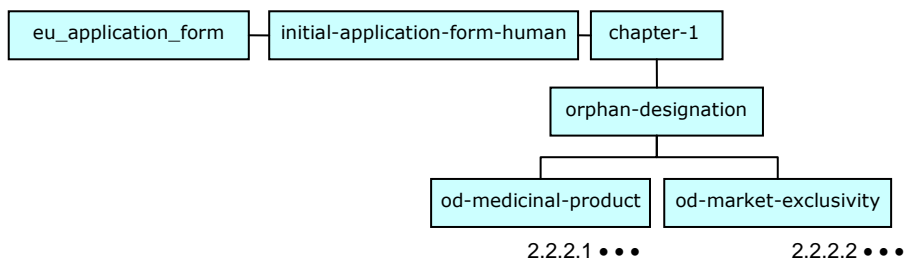 eu_application_form initial-application-form-human chapter-1
orphan-designation
od-medicinal-product od-market-exclusivity
2.2.2.1 ● ● ● 2.2.2.2 ● ● ●